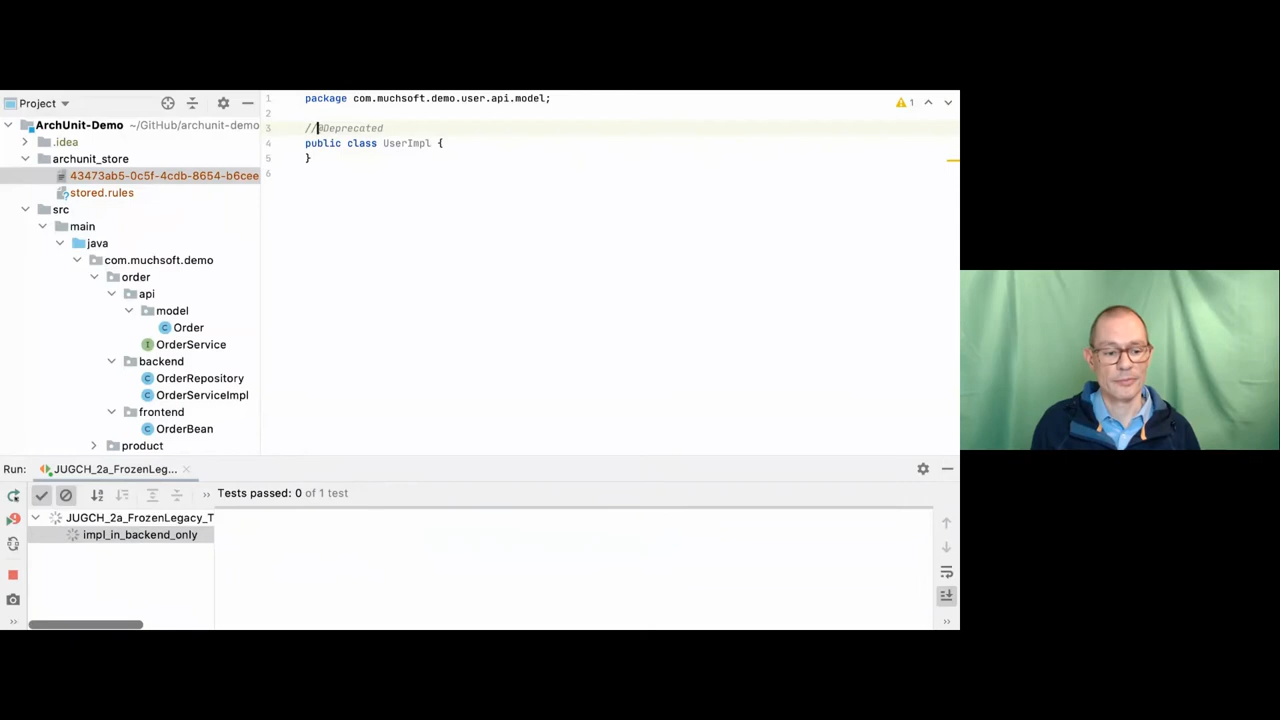 Project
ArchUnit-Demo ~/GitHub/archunit-demo
.idea
archunit_store
43473ab5-0c5f-4cdb-8654-b6cee
stored.rules
src
main
java
com.muchsoft.demo
order
api
model
Order
OrderService
backend
OrderRepository
OrderServiceImpl
frontend
OrderBean
product
1 package com.muchsoft.demo.user.api.model;
2
3 //@Deprecated
4 public class UserImpl {
5 }
6
1
Run: JUGCH_2a_FrozenLeg...
Tests passed: 0 of 1 test
JUGCH_2a_FrozenLegacy_T
impl_in_backend_only